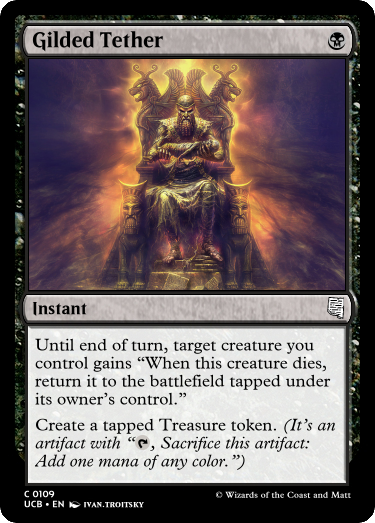 Gilded Tether
Instant
Until end of turn, target creature you
control gains “When this creature dies,
return it to the battlefield tapped under
its owner’s control.”
Create a tapped Treasure token. (It’s an
artifact with “, Sacrifice this artifact:
Add one mana of any color.”)
C 0109
UCB • EN IVAN.TROITSKY
© Wizards of the Coast and Matt